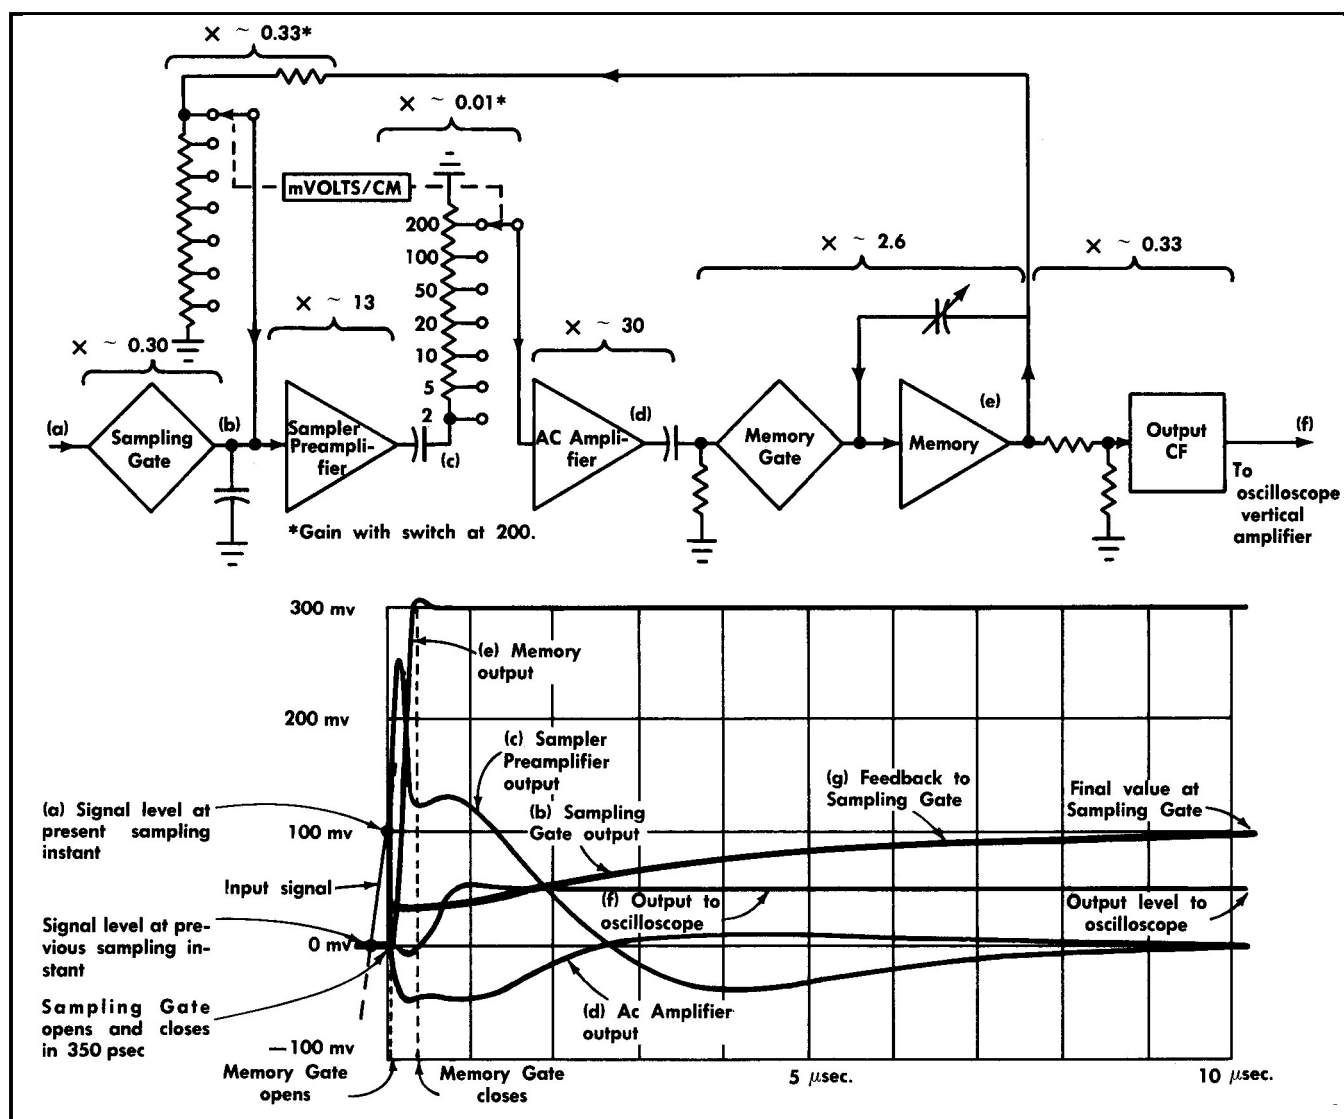 × ~ 0.33*
× ~ 0.01*
mVOLTS/CM
200
100
50
20
10
5
2
× ~ 2.6
× ~ 0.33
× ~ 13
× ~ 30
× ~ 0.30
(a)
Sampling
Gate
(b)
Sampler
Preampli-
fier
(c)
AC Ampli-
fier
(d)
Memory
Gate
Memory
(e)
Output
CF
(f)
To
oscilloscope
vertical
amplifier
*Gain with switch at 200.
300 mv
200 mv
100 mv
0 mv
—100 mv
(e) Memory
output
(c) Sampler
Preamplifier
output
(b) Sampling
Gate output
(g) Feedback to
Sampling Gate
Final value at
Sampling Gate
(a) Signal level at
present sampling
instant
Input signal
(f) Output to
oscilloscope
Output level to
oscilloscope
Signal level at pre-
vious sampling in-
stant
(d) Ac Amplifier
output
Sampling Gate
opens and closes
in 350 psec
Memory Gate
opens
Memory Gate
closes
5 μsec.
10 μsec.